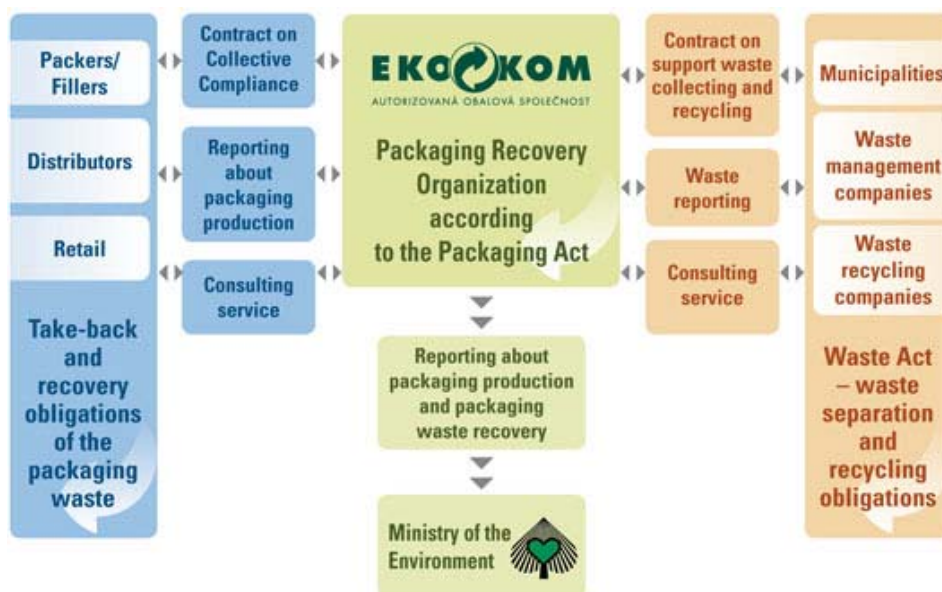 Packers/
Fillers
Distributors
Retail
Take-back
and
recovery
obligations
of the
packaging
waste
Contract on
Collective
Compliance
Reporting
about
packaging
production
Consulting
service
EKO KOM
AUTORIZOVANÁ OBALOVÁ SPOLEČNOST
Packaging Recovery
Organization
according
to the Packaging Act
Reporting about
packaging production
and packaging
waste recovery
Ministry of the
Environment
Contract on
support waste
collecting and
recycling
Waste
reporting
Consulting
service
Municipalities
Waste
management
companies
Waste
recycling
companies
Waste Act
– waste
separation
and
recycling
obligations